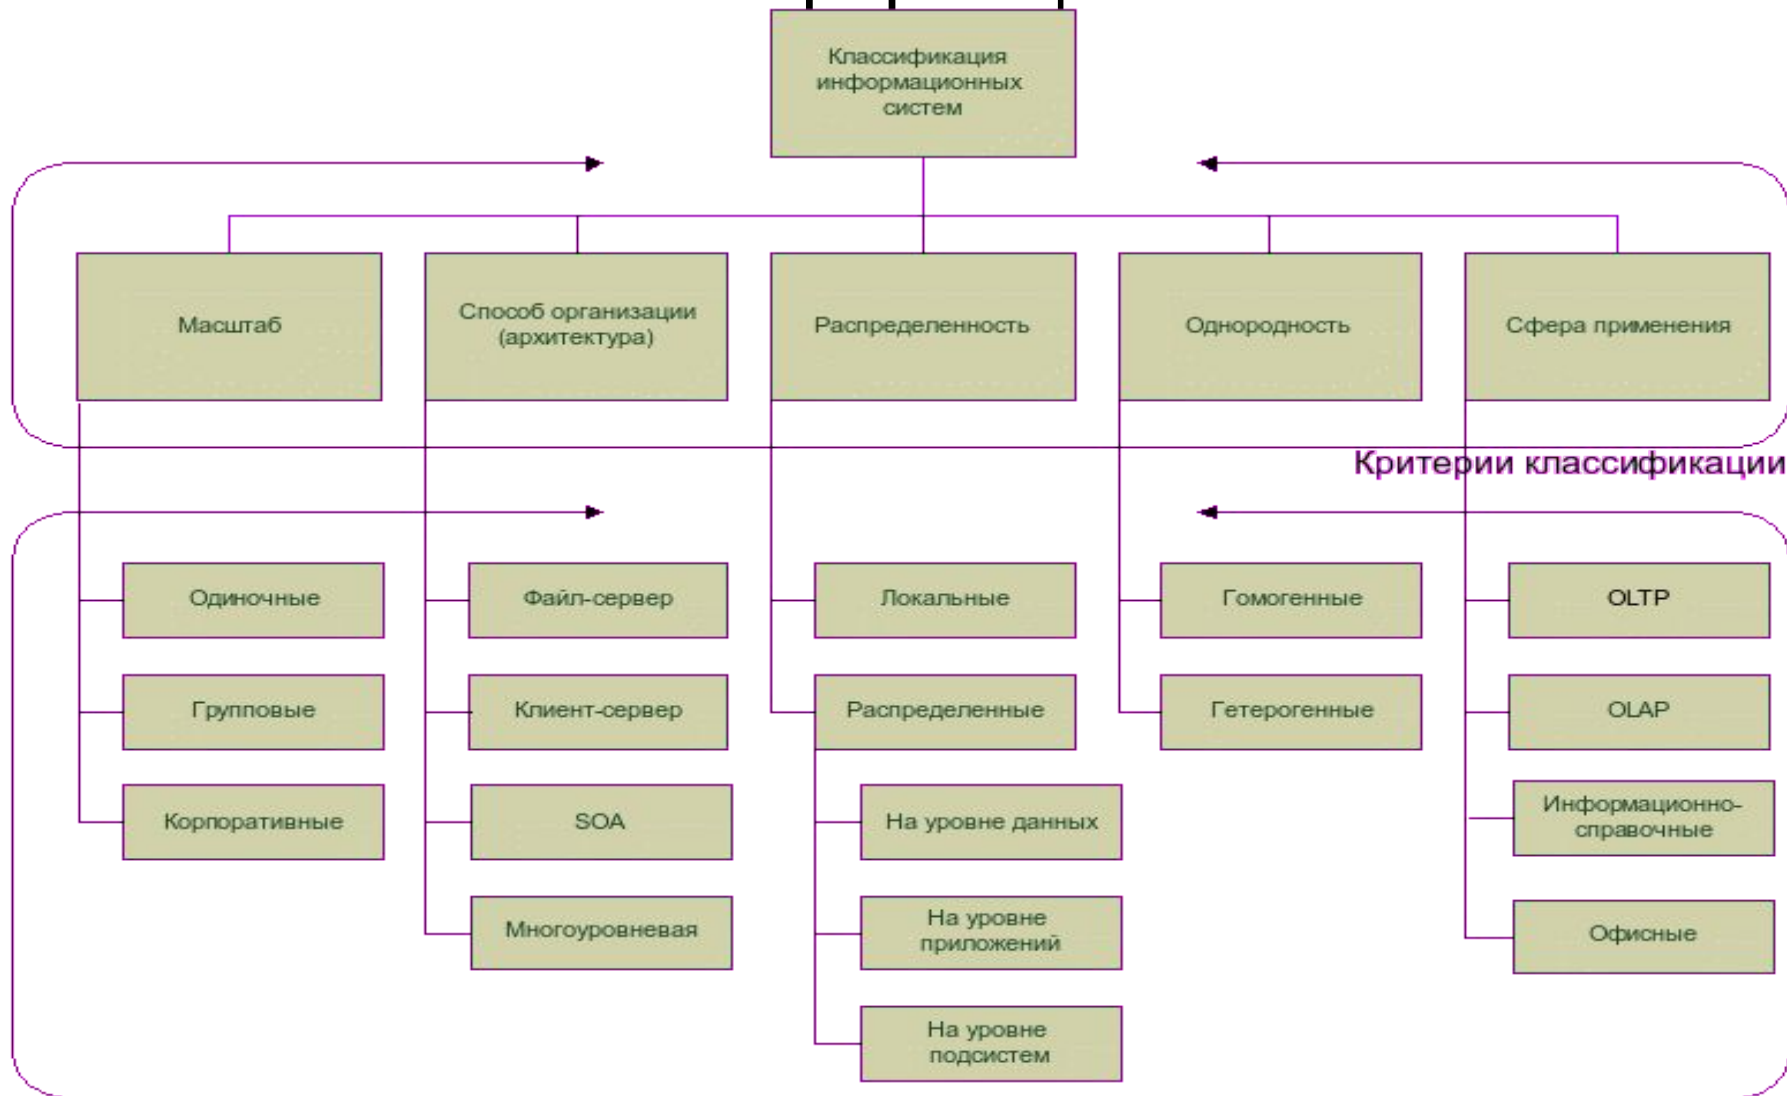 Классификация
информационных
систем
Масштаб
Способ организации
(архитектура)
Распределенность
Однородность
Сфера применения
Критерии классификации
Одиночные
Файл-сервер
Локальные
Гомогенные
OLTP
Групповые
Клиент-сервер
Распределенные
Гетерогенные
OLAP
Корпоративные
SOA
На уровне данных
Информационно-
справочные
Многоуровневая
На уровне
приложений
Офисные
На уровне
подсистем